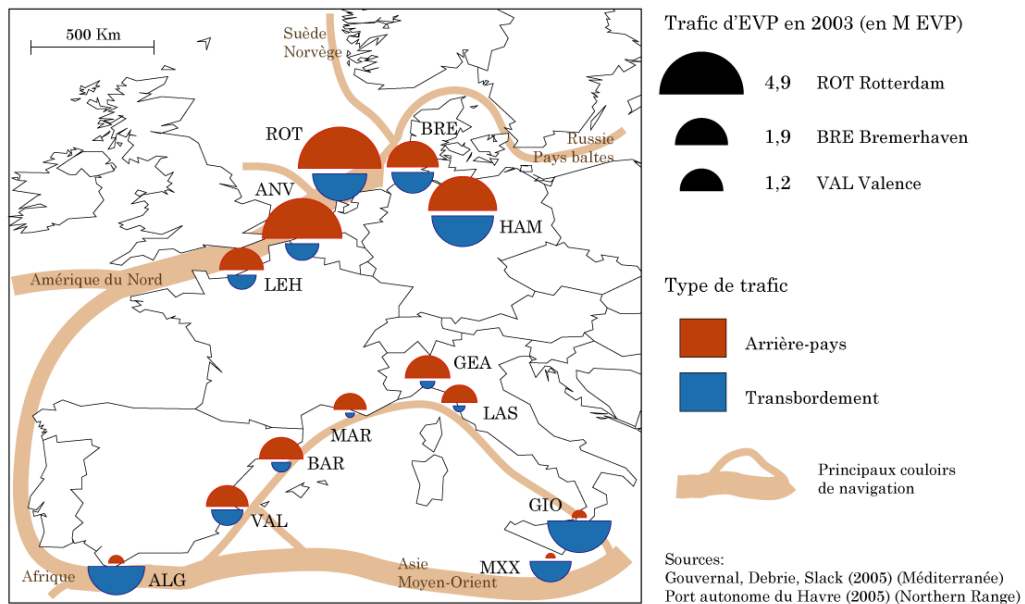 500 Km
Suède
Norvège
ROT
BRE
Russie
Pays baltes
ANV
HAM
Amérique du Nord
LEH
GEA
LAS
MAR
BAR
VAL
GIO
MXX
Asie
Moyen-Orient
Afrique
ALG
Trafic d'EVP en 2003 (en M EVP)
4,9 ROT Rotterdam
1,9 BRE Bremerhaven
1,2 VAL Valence
Type de trafic
Arrière-pays
Transbordement
Principaux couloirs
de navigation
Sources:
Gouvernal, Debrie, Slack (2005) (Méditerranée)
Port autonome du Havre (2005) (Northern Range)